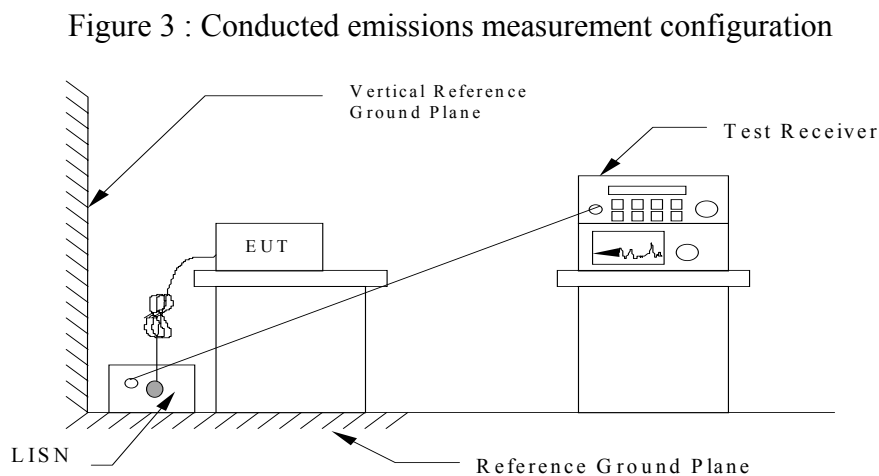 Figure 3 : Conducted emissions measurement configuration
Vertical Reference
Ground Plane
Test Receiver
EUT
LISN
Reference Ground Plane